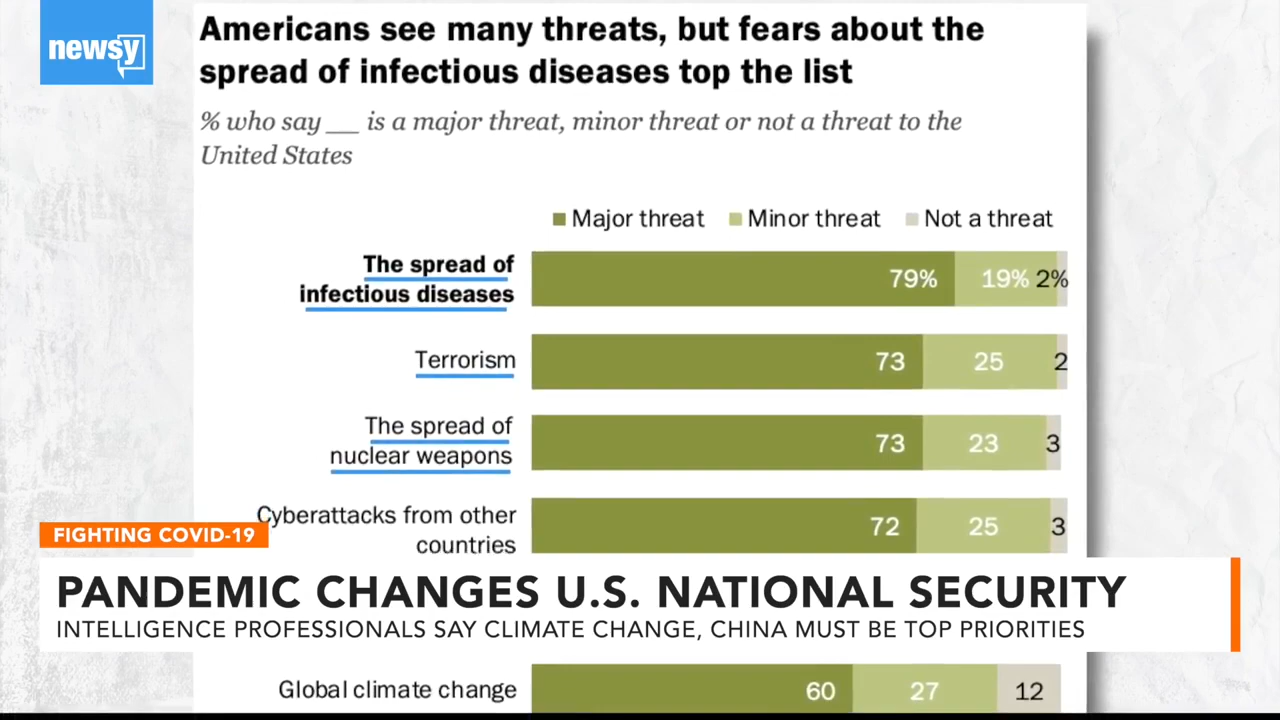 newsy
Americans see many threats, but fears about the
spread of infectious diseases top the list
% who say __ is a major threat, minor threat or not a threat to the
United States
Major threat Minor threat Not a threat
The spread of
infectious diseases
79% 19% 2%
Terrorism
73 25 2
The spread of
nuclear weapons
73 23 3
Cyberattacks from other
countries
72 25 3
FIGHTING COVID-19
PANDEMIC CHANGES U.S. NATIONAL SECURITY
INTELLIGENCE PROFESSIONALS SAY CLIMATE CHANGE, CHINA MUST BE TOP PRIORITIES
Global climate change
60 27 12